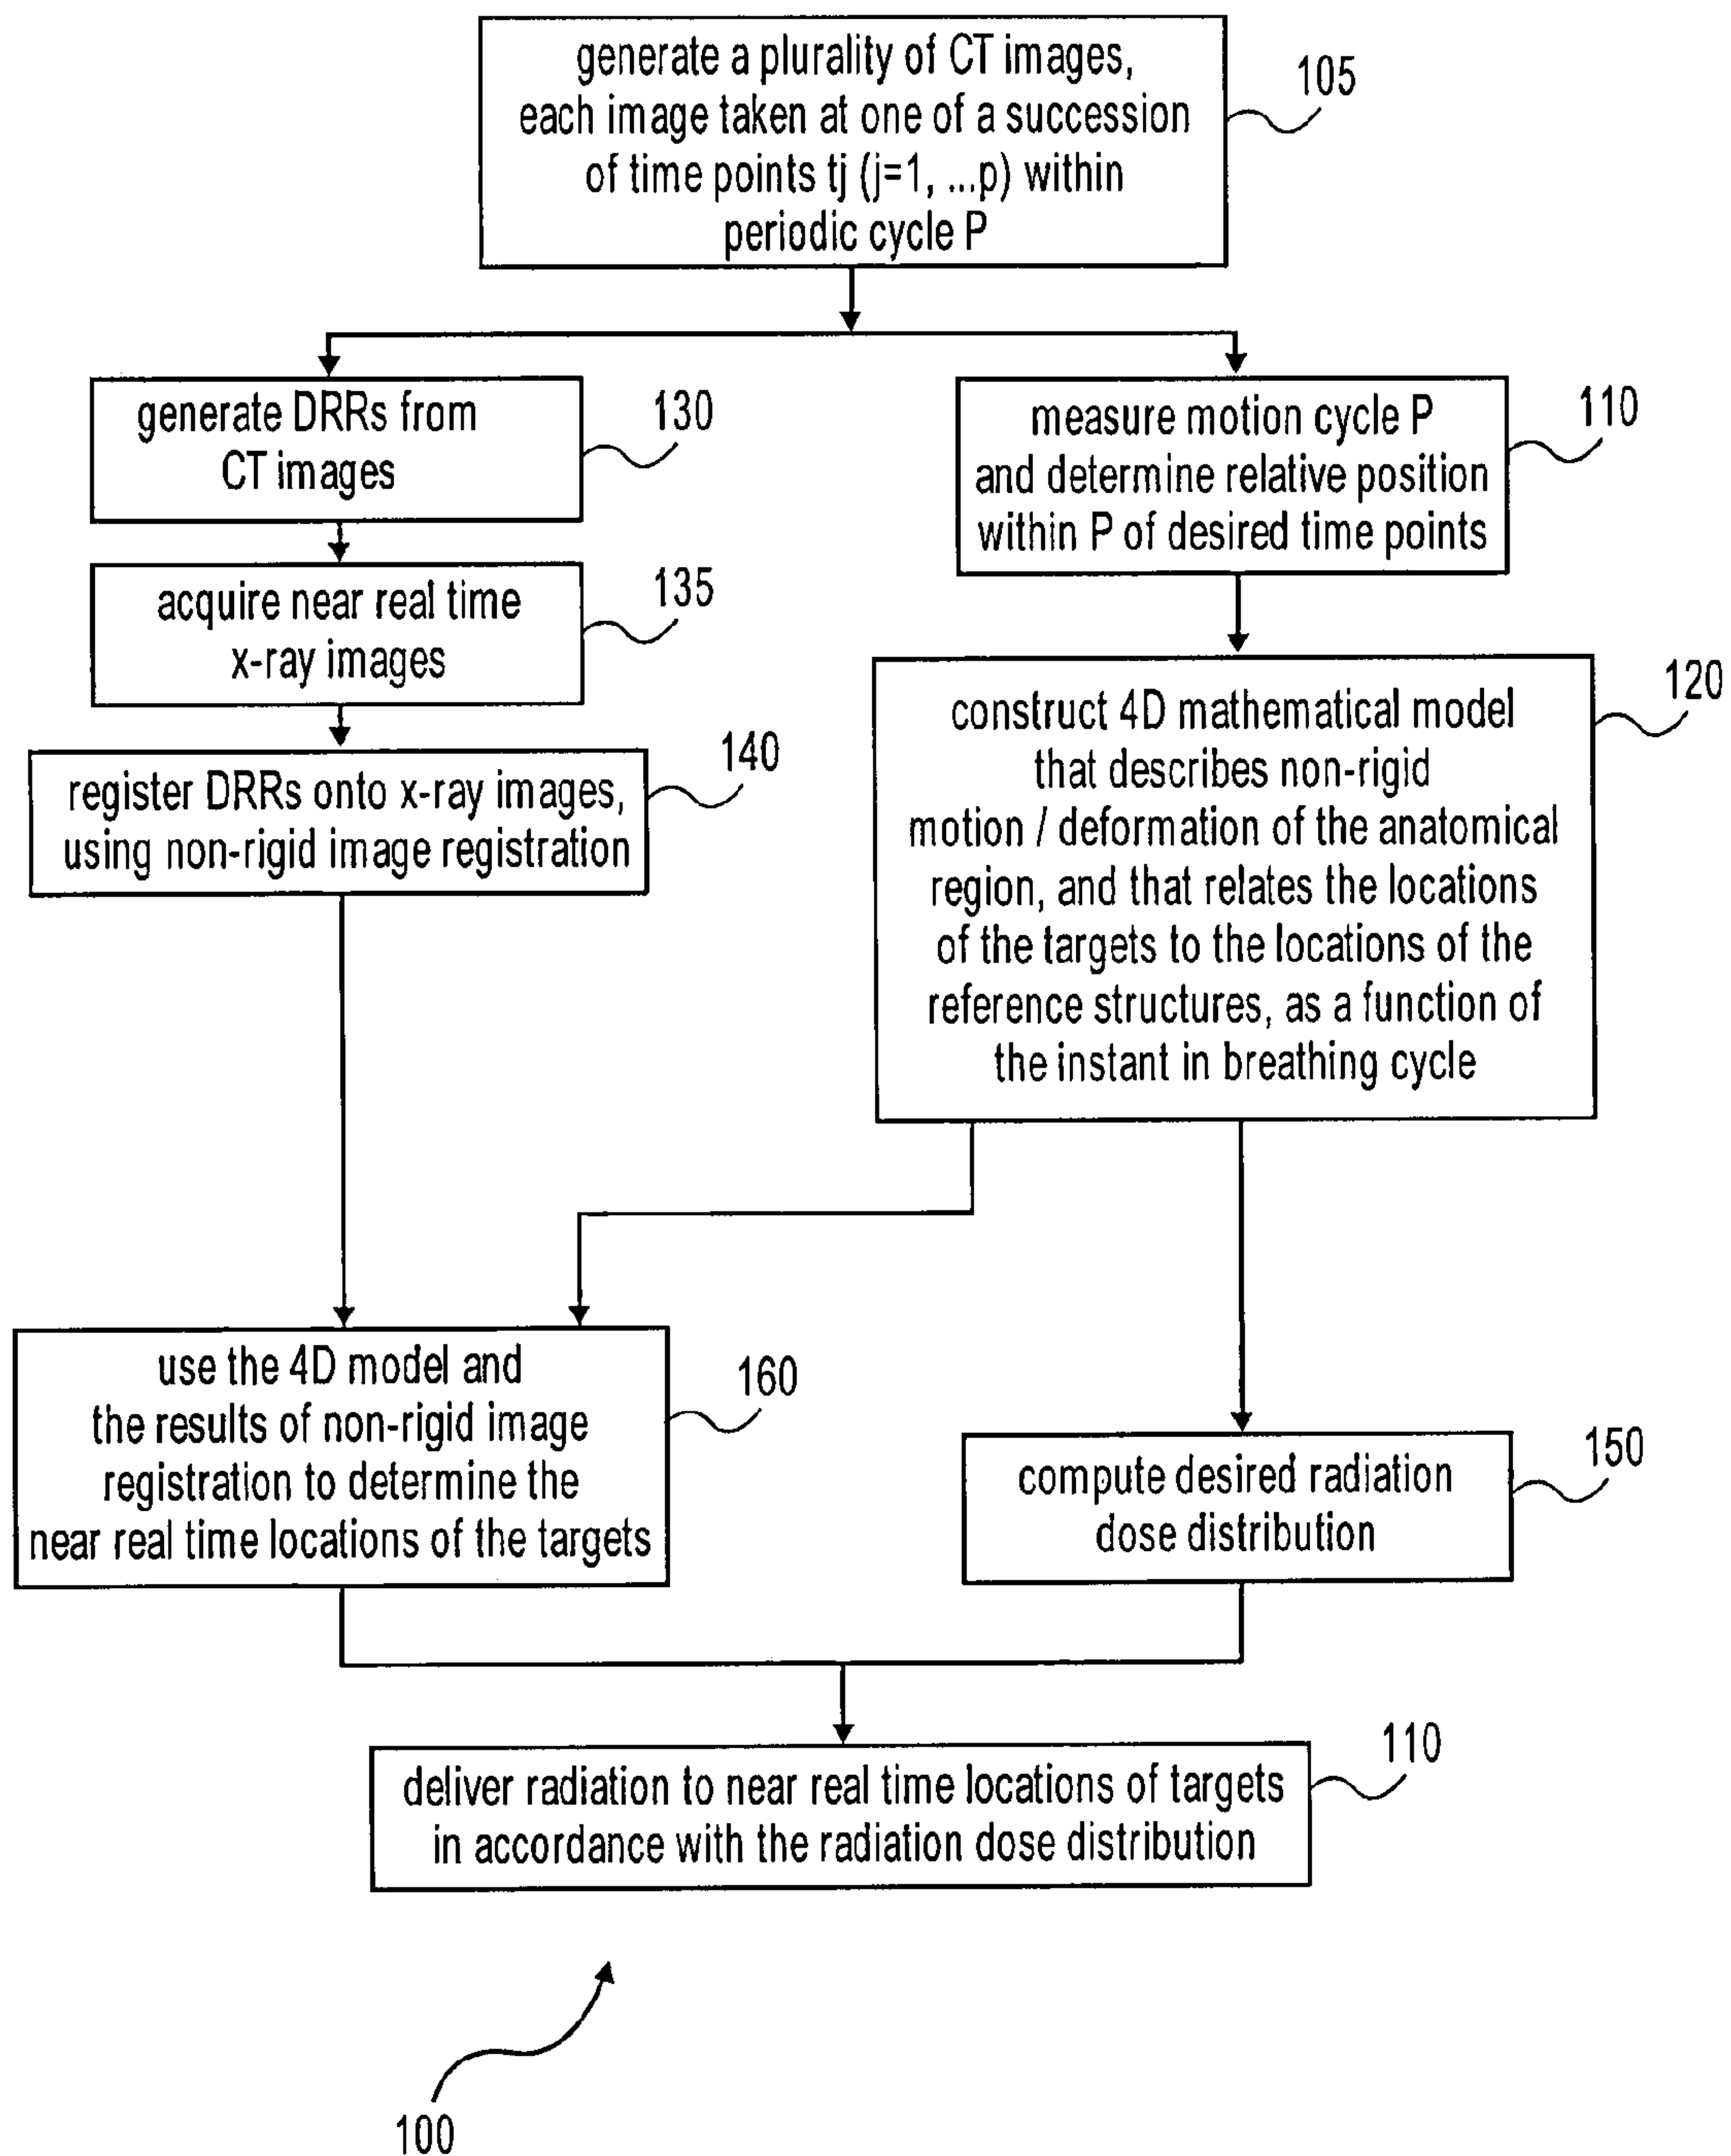 generate a plurality of CT images,
each image taken at one of a succession
of time points tj (j=1, ...p) within
periodic cycle P
105
generate DRRs from
CT images
130
measure motion cycle P
and determine relative position
within P of desired time points
110
acquire near real time
x-ray images
135
construct 4D mathematical model
that describes non-rigid
motion / deformation of the anatomical
region, and that relates the locations
of the targets to the locations of the
reference structures, as a function of
the instant in breathing cycle
120
register DRRs onto x-ray images,
using non-rigid image registration
140
use the 4D model and
the results of non-rigid image
registration to determine the
near real time locations of the targets
160
compute desired radiation
dose distribution
150
deliver radiation to near real time locations of targets
in accordance with the radiation dose distribution
110
100